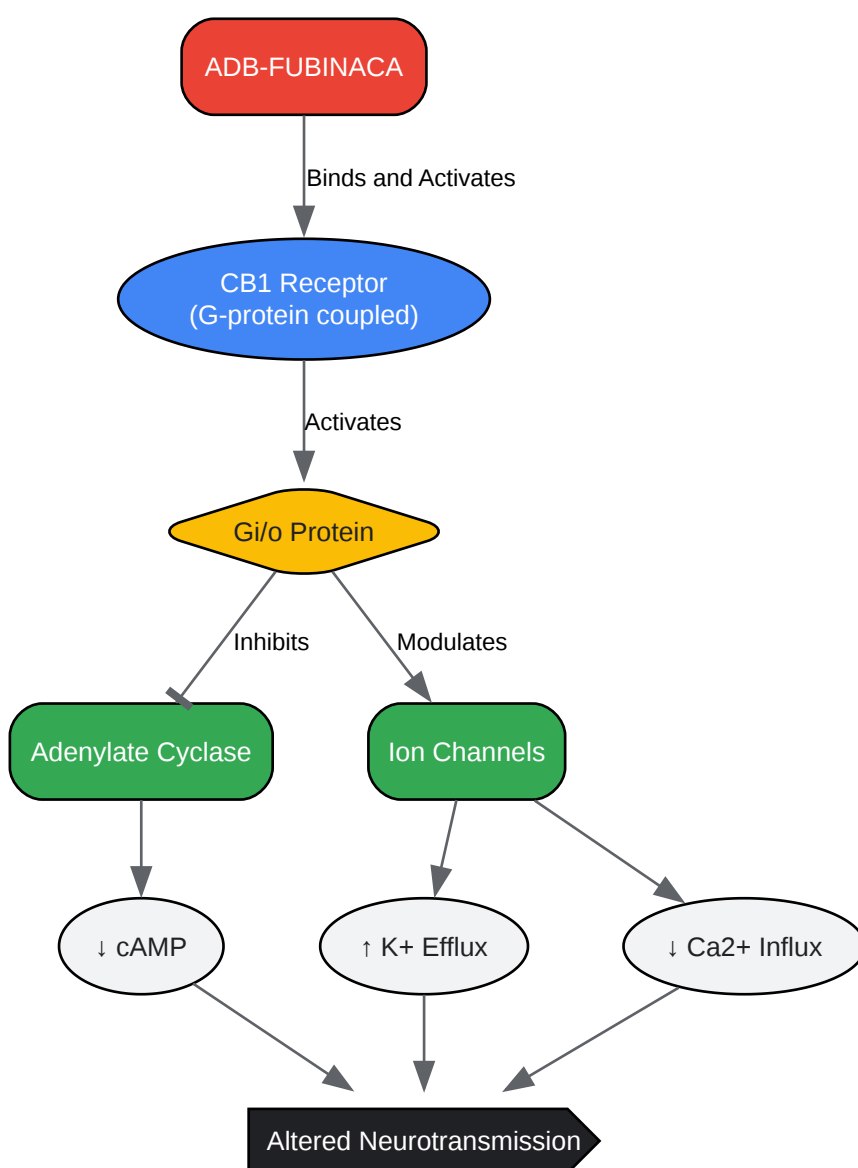 ADB-FUBINACA
Binds and Activates
CB1 Receptor
(G-protein coupled)
Activates
Gi/o Protein
Inhibits
Modulates
Adenylate Cyclase
Ion Channels
↓ cAMP
↑ K+ Efflux
↓ Ca2+ Influx
Altered Neurotransmission